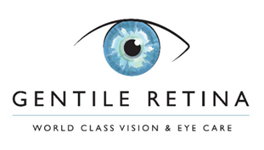 GENTILE RETINA
WORLD CLASS VISION & EYE CARE